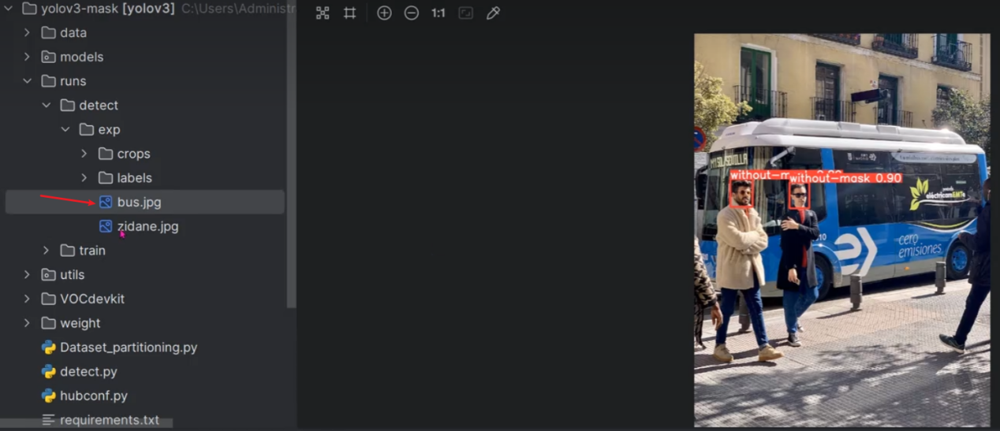 yolov3-mask [yolov3] C:\Users\Administr
1:1
data
models
runs
detect
exp
crops
labels
bus.jpg
zidane.jpg
train
utils
VOCdevkit
weight
Dataset_partitioning.py
detect.py
hubconf.py
requirements.txt
without-m
without-mask 0.90
cero
emisiones